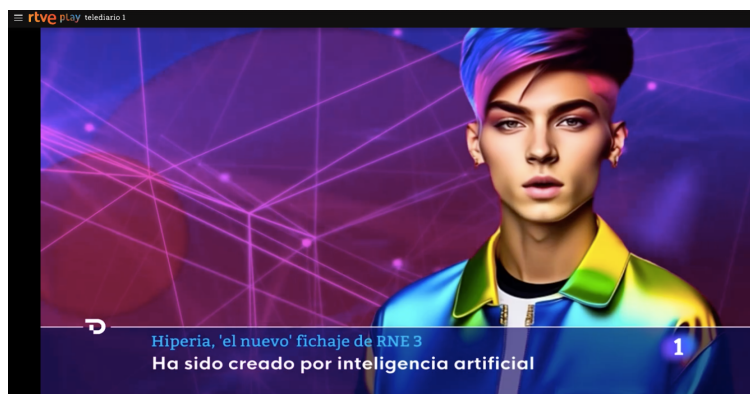 rtve play telediario 1
Hiperia, 'el nuevo' fichaje de RNE 3
Ha sido creado por inteligencia artificial
1